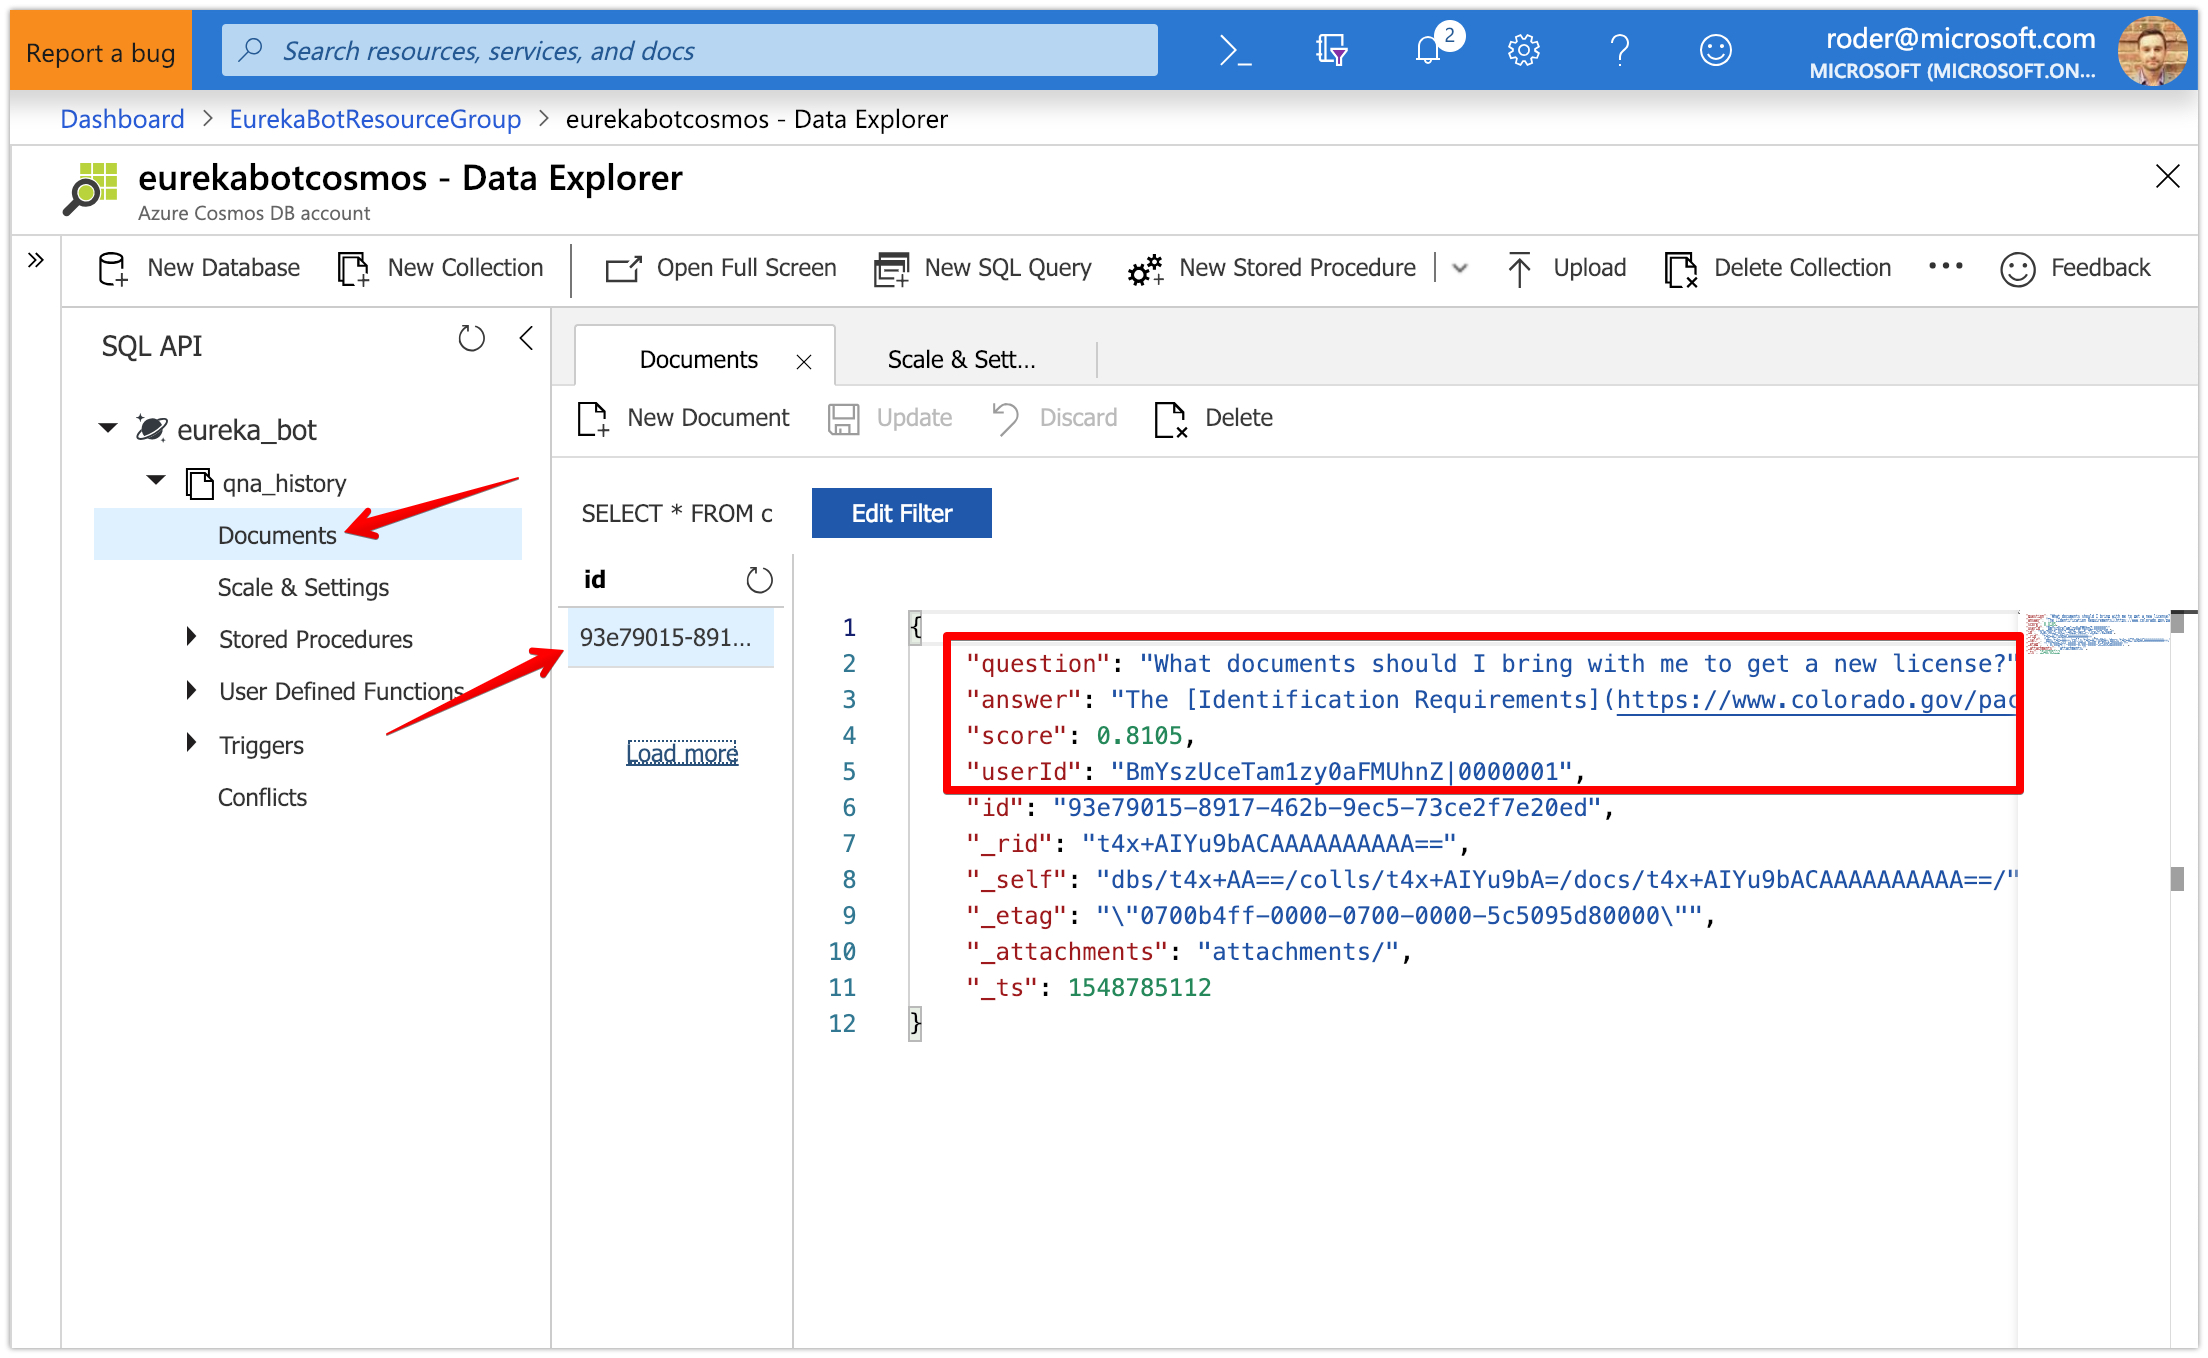 Report a bug
Search resources, services, and docs
2
roder@microsoft.com
MICROSOFT (MICROSOFT.ON...
Dashboard > EurekaBotResourceGroup > eurekabotcosmos - Data Explorer
eurekabotcosmos - Data Explorer
Azure Cosmos DB account
New Database New Collection Open Full Screen New SQL Query New Stored Procedure Upload Delete Collection ... Feedback
SQL API
eureka_bot
qna_history
Documents
Scale & Settings
Stored Procedures
User Defined Functions
Triggers
Conflicts
Documents Scale & Sett...
New Document Update Discard Delete
SELECT * FROM c Edit Filter
id
93e79015-891...
Load more
1 {
2 "question": "What documents should I bring with me to get a new license?"
3 "answer": "The [Identification Requirements](https://www.colorado.gov/pac
4 "score": 0.8105,
5 "userId": "BmYszUceTam1zy0aFMUhnZ|0000001",
6 "id": "93e79015-8917-462b-9ec5-73ce2f7e20ed",
7 "_rid": "t4x+AIYu9bACAAAAAAAAAA==",
8 "_self": "dbs/t4x+AA==/colls/t4x+AIYu9bA=/docs/t4x+AIYu9bACAAAAAAAAAA==/"
9 "_etag": "\"0700b4ff-0000-0700-0000-5c5095d80000\"",
10 "_attachments": "attachments/",
11 "_ts": 1548785112
12 }